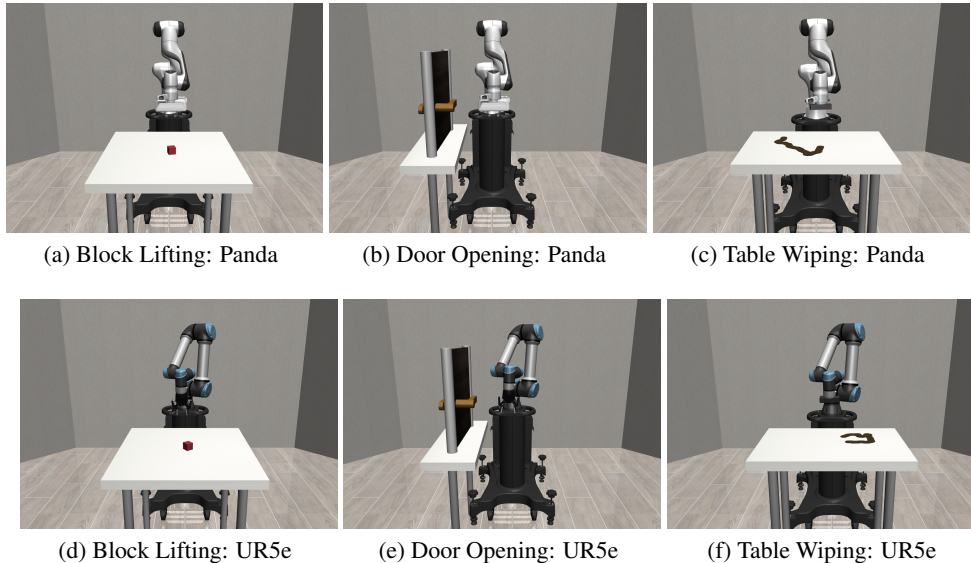 (a) Block Lifting: Panda
(b) Door Opening: Panda
(c) Table Wiping: Panda
(d) Block Lifting: UR5e
(e) Door Opening: UR5e
(f) Table Wiping: UR5e